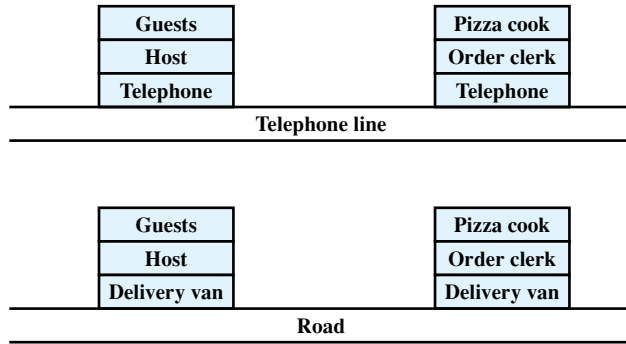 Guests Pizza cook
Host Order clerk
Telephone Telephone
Telephone line
Guests Pizza cook
Host Order clerk
Delivery van Delivery van
Road